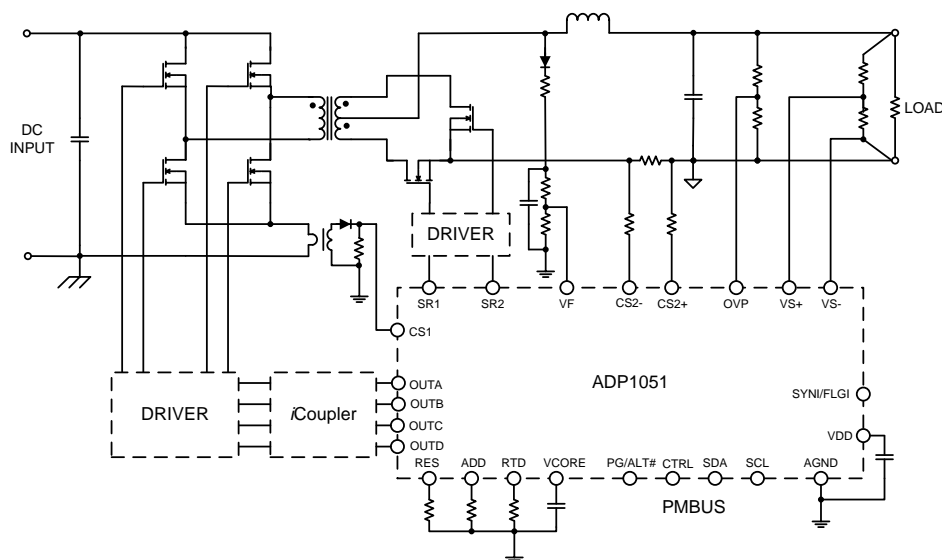 DC
INPUT
LOAD
DRIVER
SR1
SR2
VF
CS2-
CS2+
OVP
VS+
VS-
CS1
ADP1051
DRIVER
iCoupler
OUTA
OUTB
OUTC
OUTD
SYNI/FLGI
VDD
RES
ADD
RTD
VCORE
PG/ALT#
CTRL
SDA
SCL
AGND
PMBUS